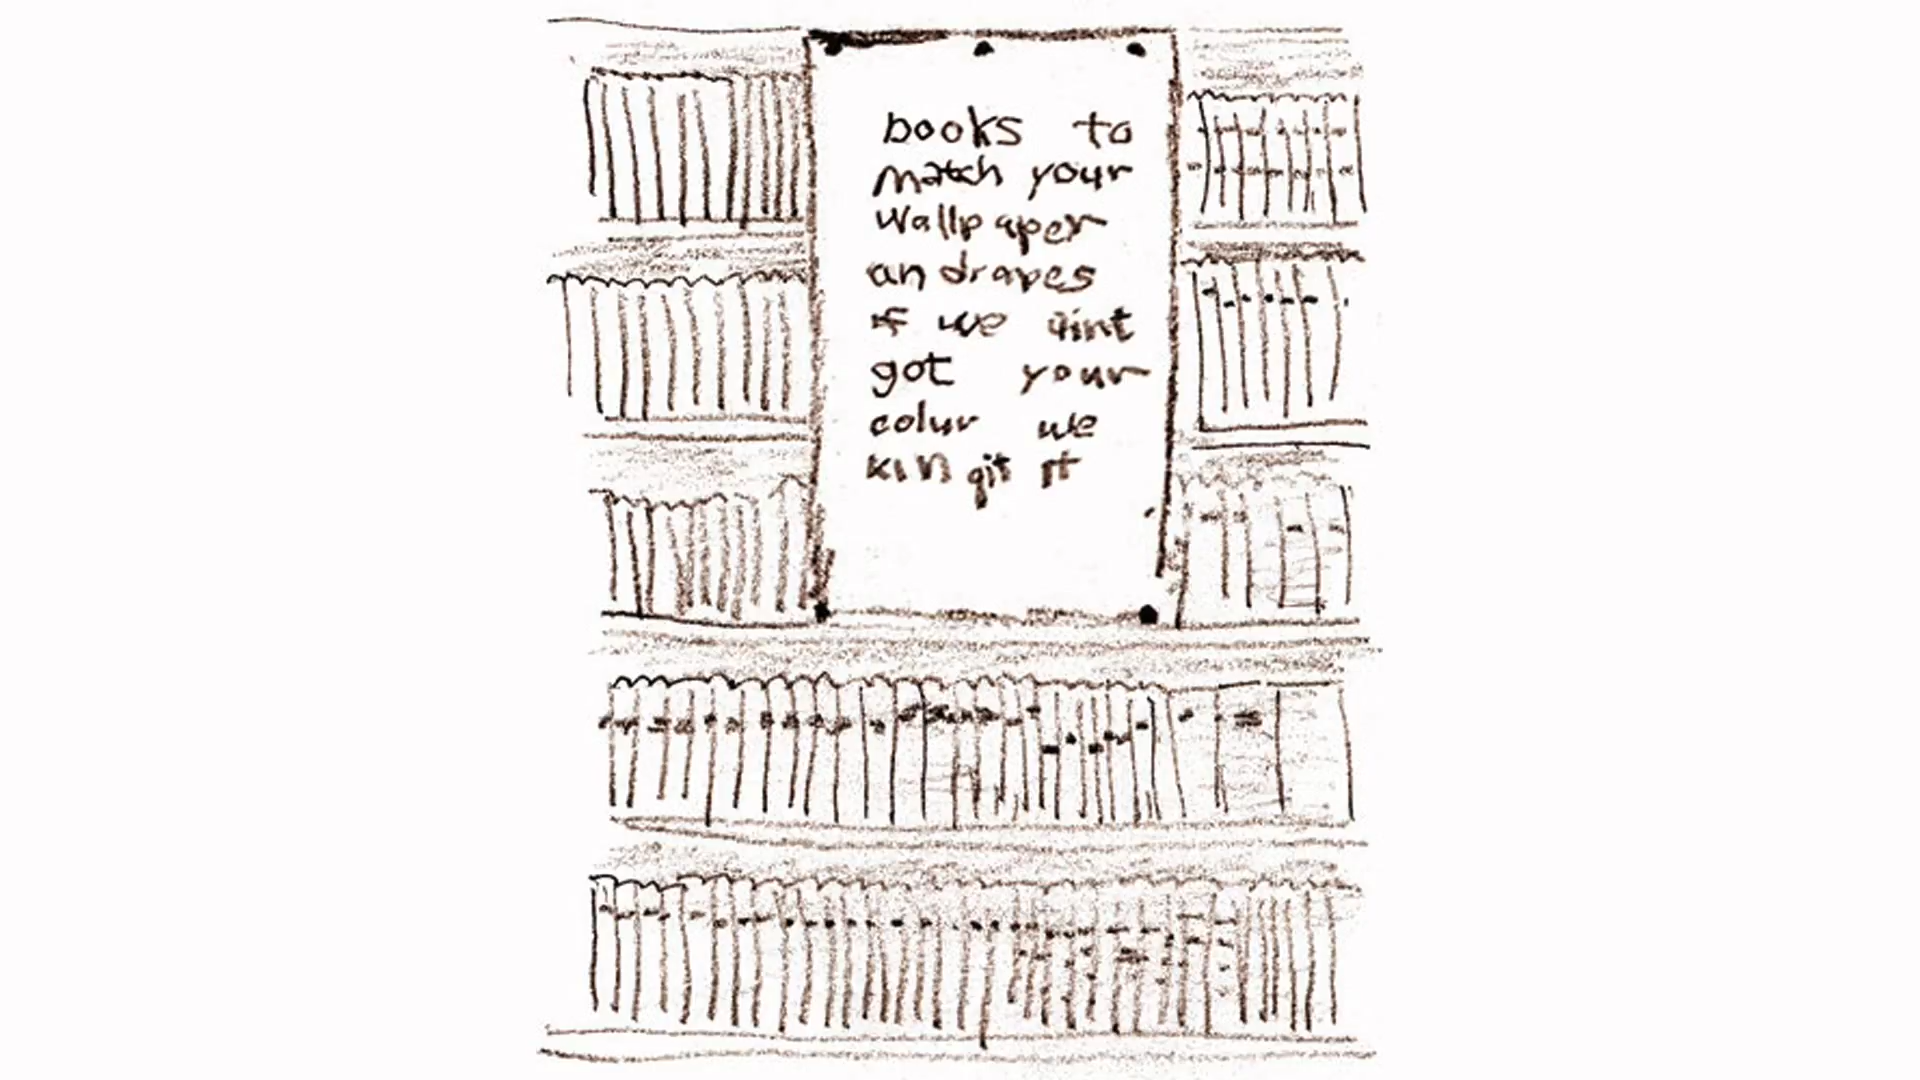 books to
match your
wallpaper
an drapes
if we aint
got your
colur we
kin git it